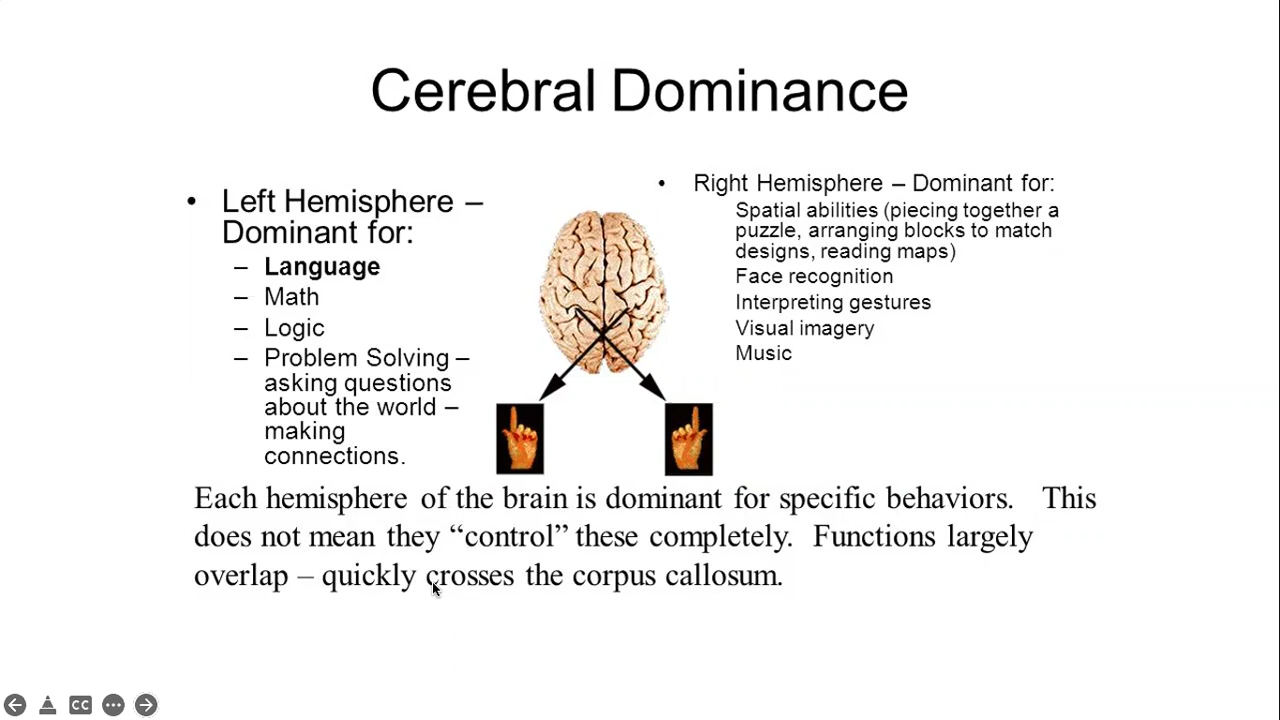 Cerebral Dominance
• Left Hemisphere –
Dominant for:
– Language
– Math
– Logic
– Problem Solving –
asking questions
about the world –
making
connections.
• Right Hemisphere – Dominant for:
Spatial abilities (piecing together a
puzzle, arranging blocks to match
designs, reading maps)
Face recognition
Interpreting gestures
Visual imagery
Music
Each hemisphere of the brain is dominant for specific behaviors. This
does not mean they “control” these completely. Functions largely
overlap – quickly crosses the corpus callosum.
CC